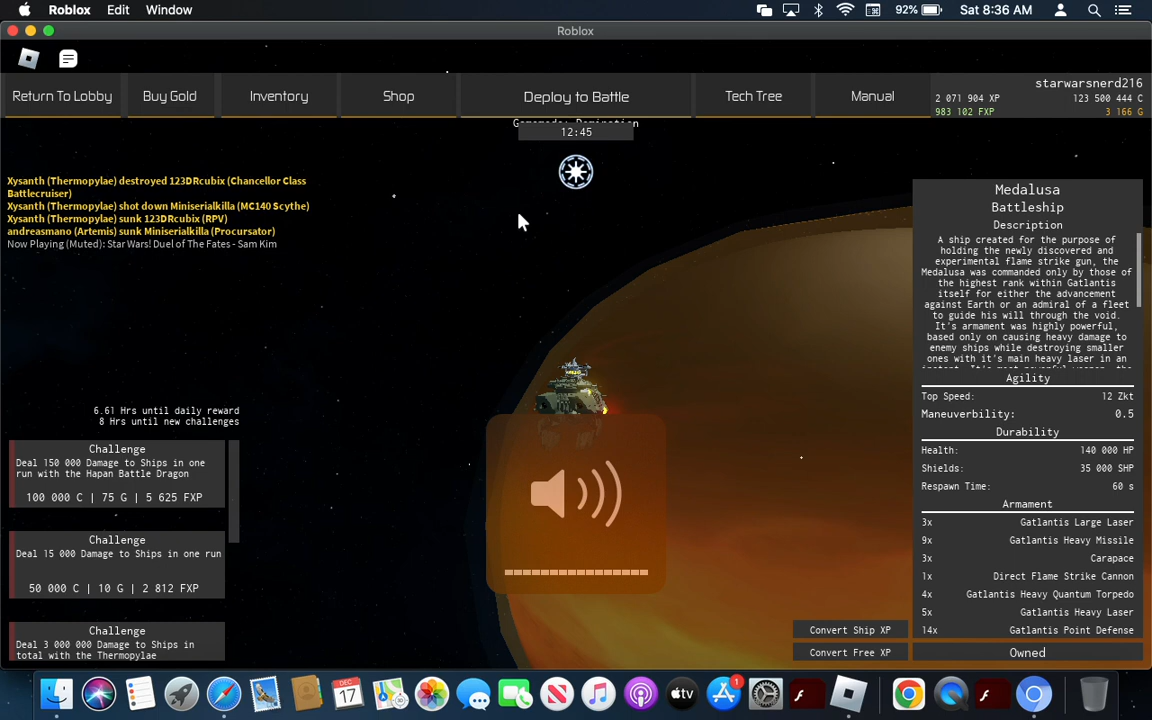 Roblox Edit Window 92% Sat 8:36 AM
Roblox
Return To Lobby Buy Gold Inventory Shop Deploy to Battle Tech Tree Manual
starwarsnerd216
2 071 904 XP 123 500 444 C
983 102 FXP 3 166 G
Gamemode: Domination
12:45
Xysanth (Thermopylae) destroyed 123DRcubix (Chancellor Class
Battlecruiser)
Xysanth (Thermopylae) shot down Miniserialkilla (MC140 Scythe)
Xysanth (Thermopylae) sunk 123DRcubix (RPV)
andreasmano (Artemis) sunk Miniserialkilla (Procursator)
Now Playing (Muted): Star Wars! Duel of The Fates - Sam Kim
6.61 Hrs until daily reward
8 Hrs until new challenges
Challenge
Deal 150 000 Damage to Ships in one
run with the Hapan Battle Dragon
100 000 C | 75 G | 5 625 FXP
Challenge
Deal 15 000 Damage to Ships in one run
50 000 C | 10 G | 2 812 FXP
Challenge
Deal 3 000 000 Damage to Ships in
total with the Thermopylae
Medalusa
Battleship
Description
A ship created for the purpose of
holding the newly discovered and
experimental flame strike gun, the
Medalusa was commanded only by those of
the highest rank within Gatlantis
itself for either the advancement
against Earth or an admiral of a fleet
to guide his will through the void.
It's armament was highly powerful,
based only on causing heavy damage to
enemy ships while destroying smaller
ones with it's main heavy laser in an
Agility
Top Speed: 12 Zkt
Maneuverbility: 0.5
Durability
Health: 140 000 HP
Shields: 35 000 SHP
Respawn Time: 60 s
Armament
3x Gatlantis Large Laser
9x Gatlantis Heavy Missile
3x Carapace
1x Direct Flame Strike Cannon
4x Gatlantis Heavy Quantum Torpedo
5x Gatlantis Heavy Laser
14x Gatlantis Point Defense
Convert Ship XP
Convert Free XP
Owned
DEC
17
1